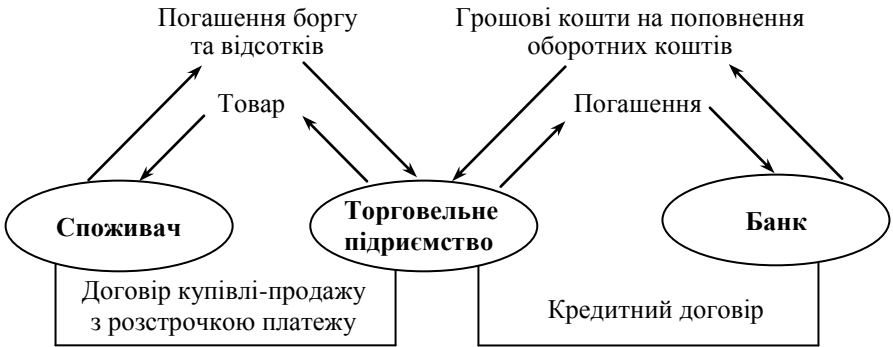 Погашення боргу
та відсотків
Грошові кошти на поповнення
оборотних коштів
Товар
Погашення
Споживач
Торговельне
підриємство
Банк
Договір купівлі-продажу
з розстрочкою платежу
Кредитний договір